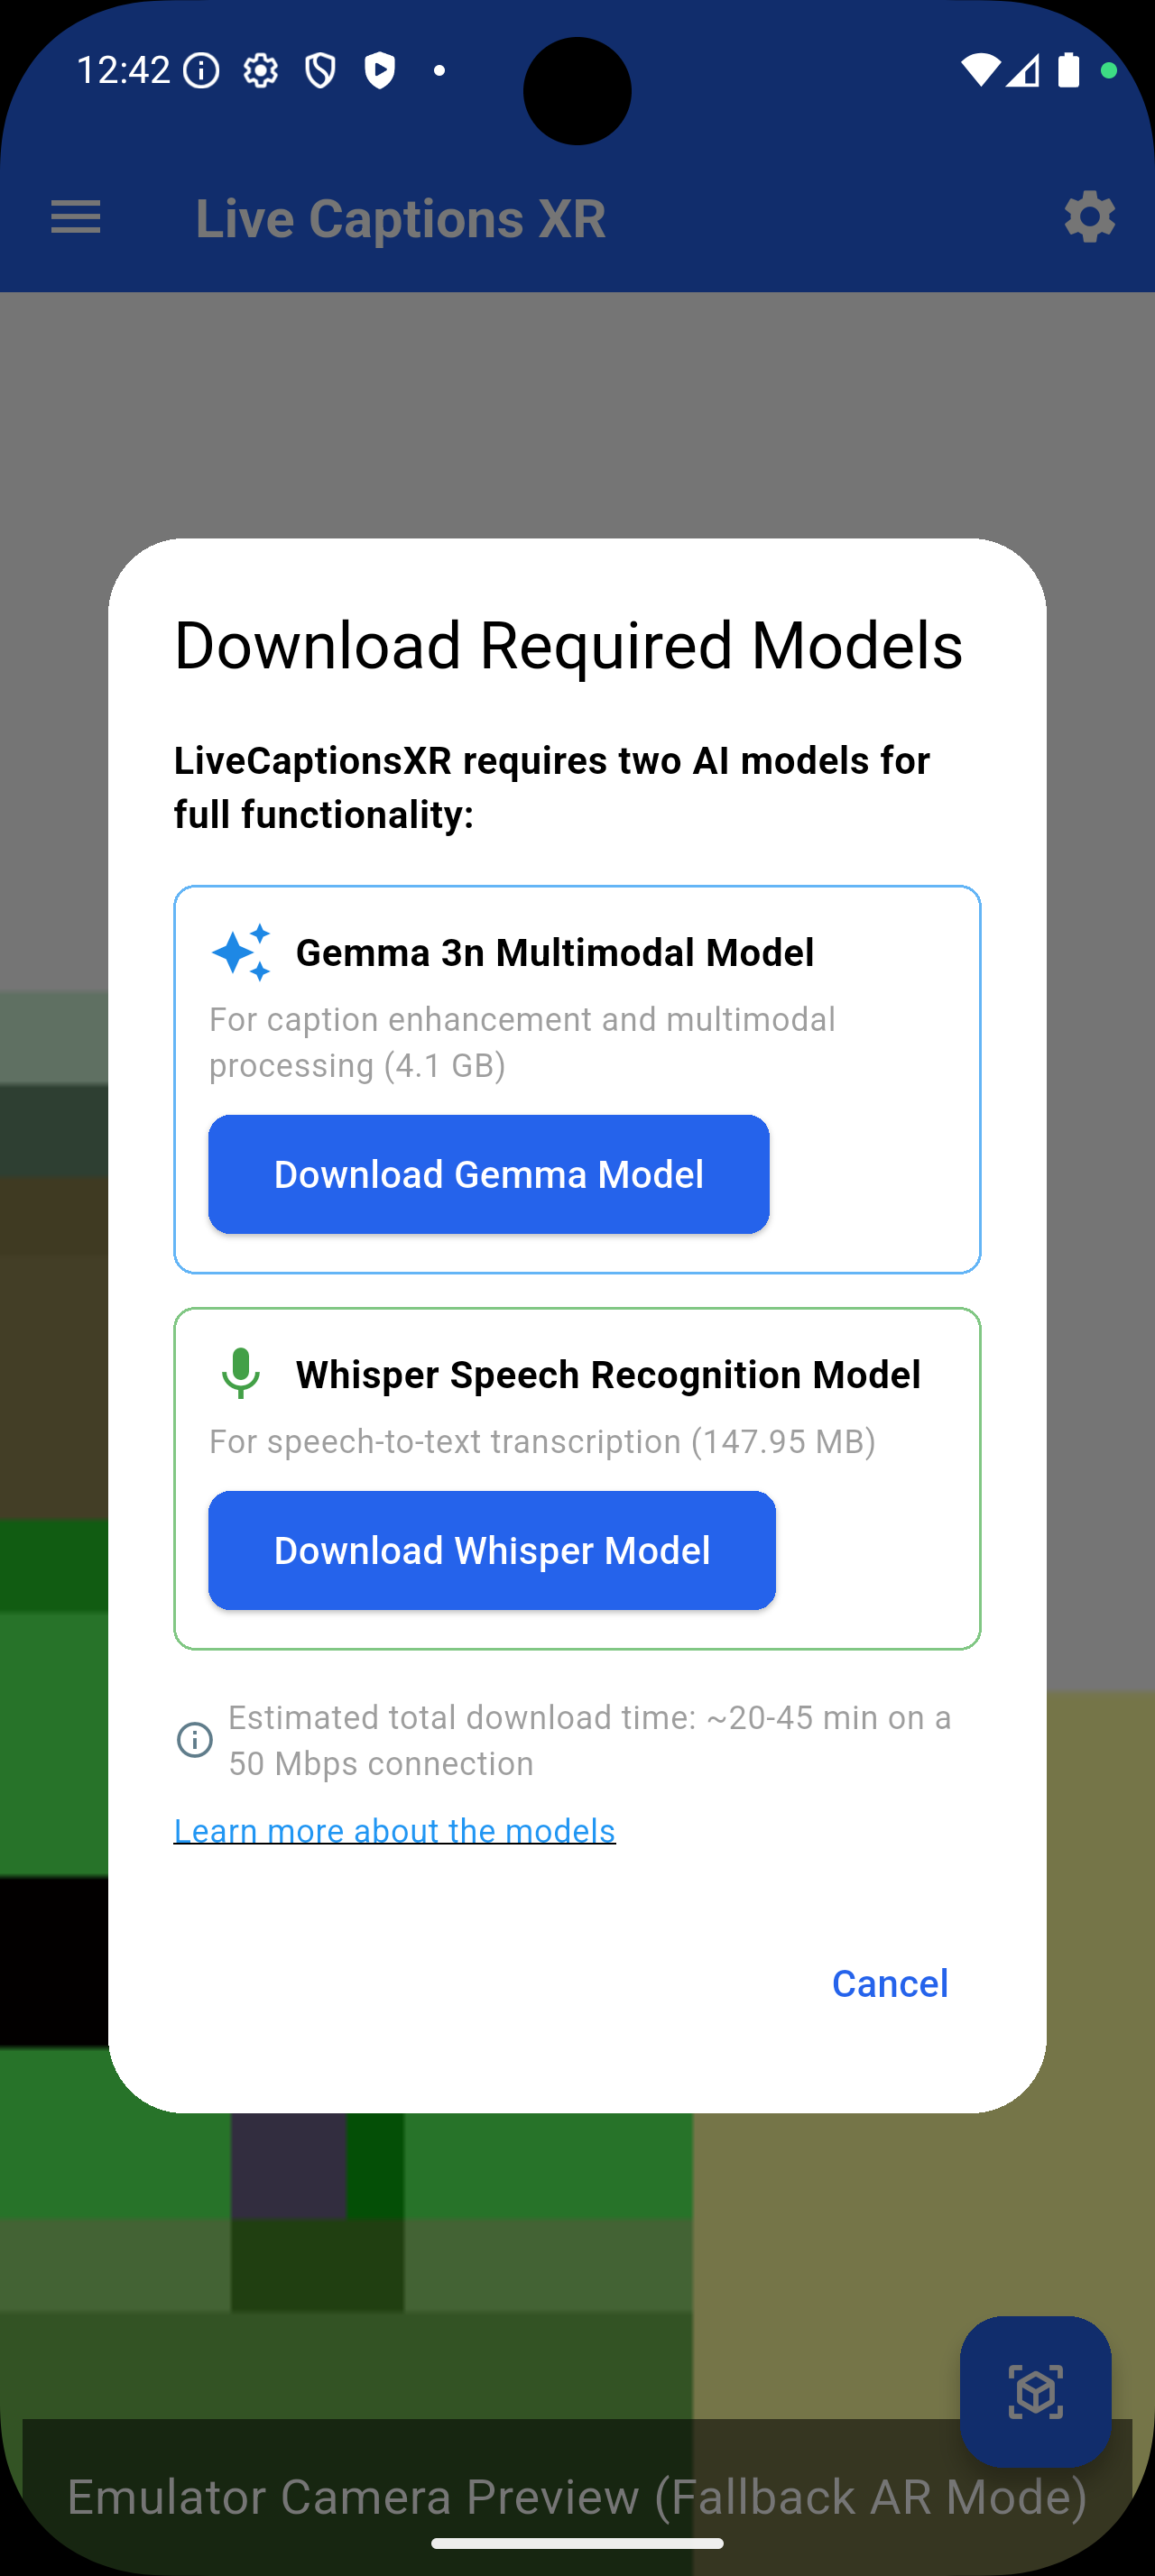 12:42
Live Captions XR
Download Required Models
LiveCaptionsXR requires two AI models for
full functionality:
Gemma 3n Multimodal Model
For caption enhancement and multimodal
processing (4.1 GB)
Download Gemma Model
Whisper Speech Recognition Model
For speech-to-text transcription (147.95 MB)
Download Whisper Model
Estimated total download time: ~20-45 min on a
50 Mbps connection
Learn more about the models
Cancel
Emulator Camera Preview (Fallback AR Mode)